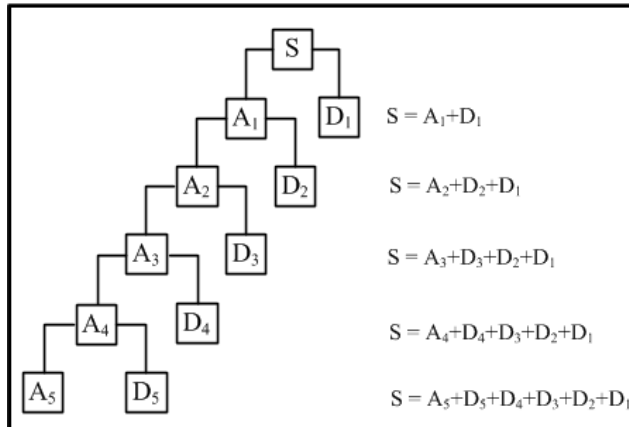 S
A₁ D₁ S = A₁+D₁
A₂ D₂ S = A₂+D₂+D₁
A₃ D₃ S = A₃+D₃+D₂+D₁
A₄ D₄ S = A₄+D₄+D₃+D₂+D₁
A₅ D₅ S = A₅+D₅+D₄+D₃+D₂+D₁